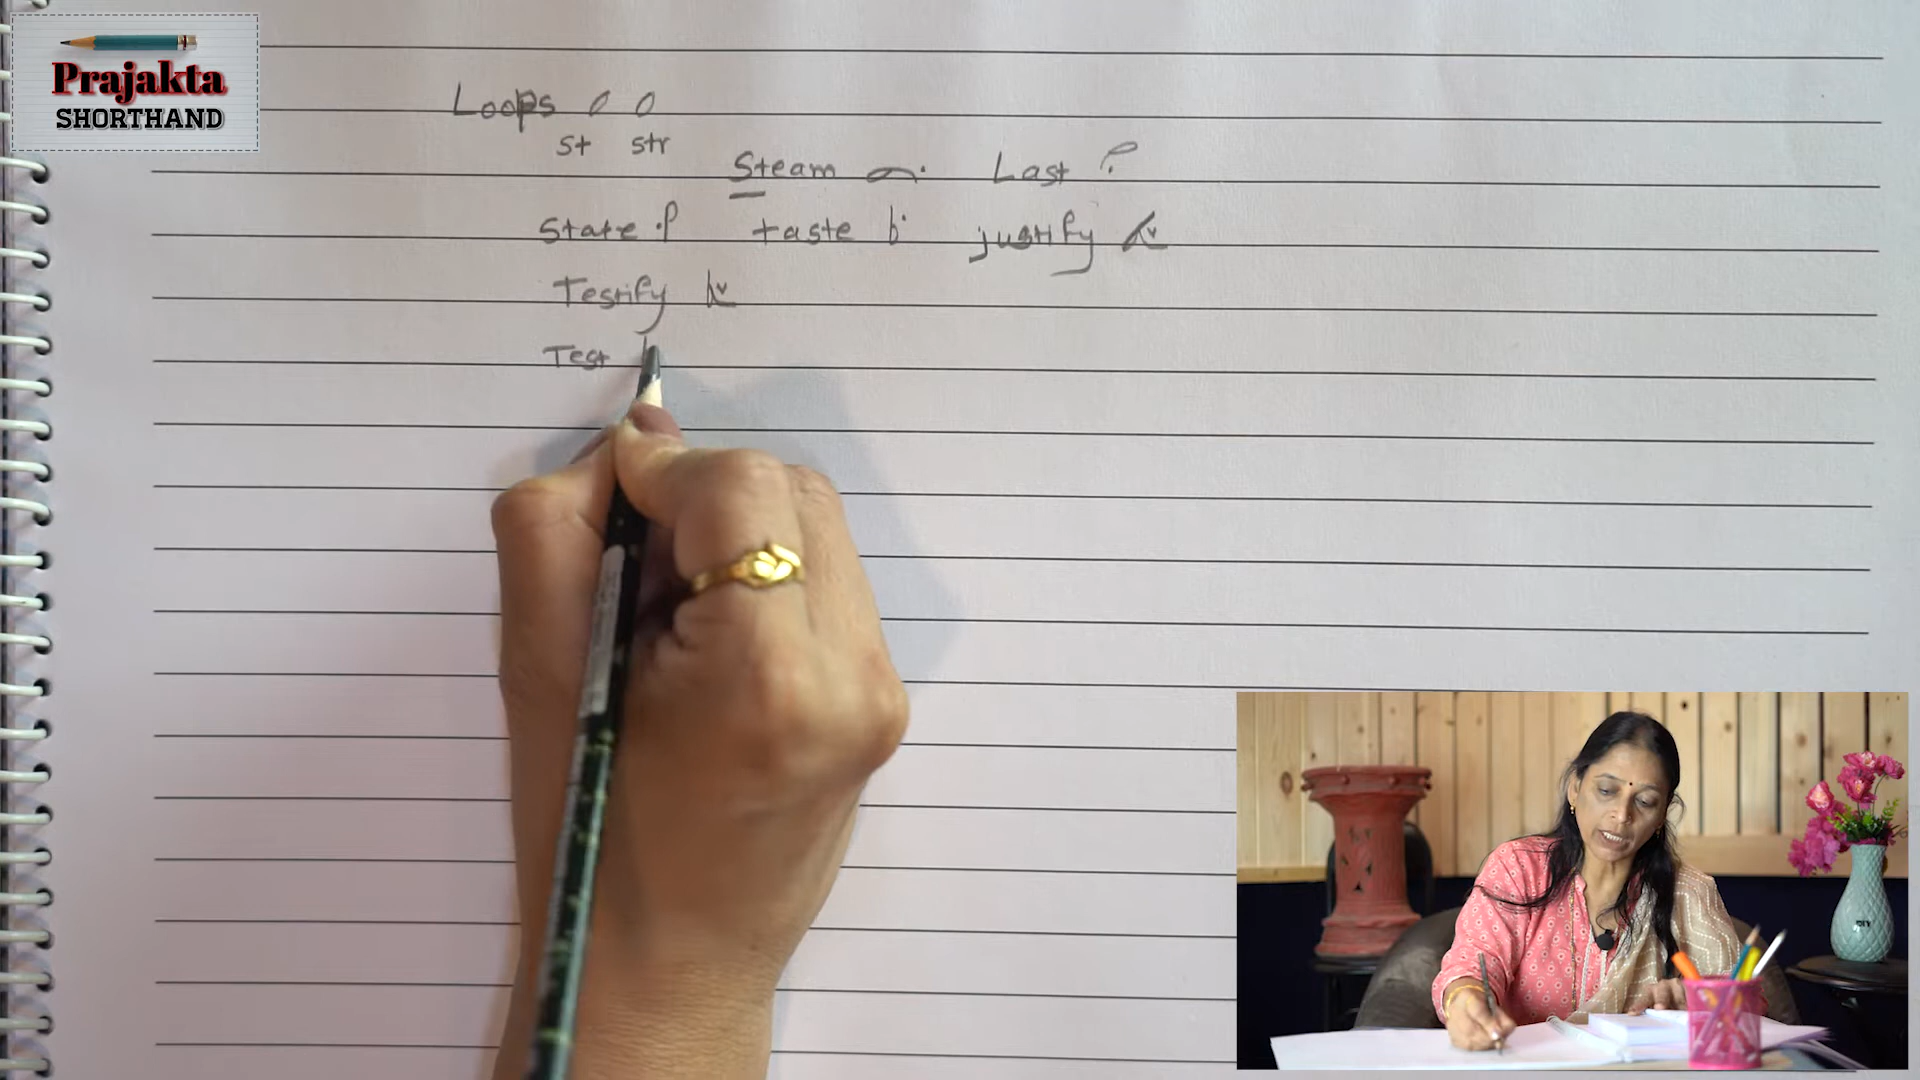 Prajakta
SHORTHAND
Loops
st str
Steam Last
State taste justify
Testify
Test